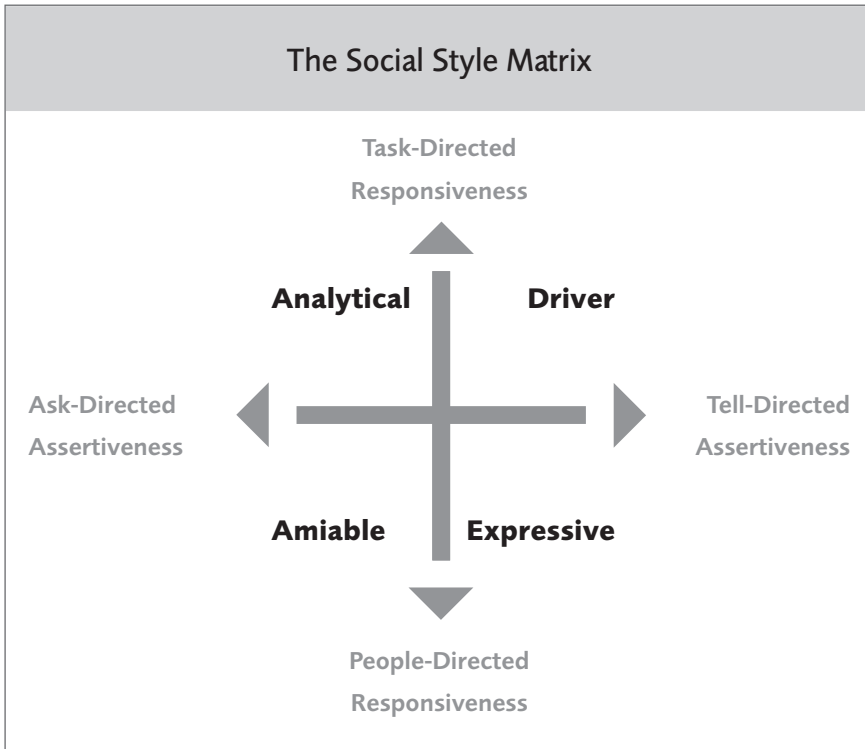 The Social Style Matrix
Task-Directed
Responsiveness
Analytical
Driver
Ask-Directed
Assertiveness
Tell-Directed
Assertiveness
Amiable
Expressive
People-Directed
Responsiveness